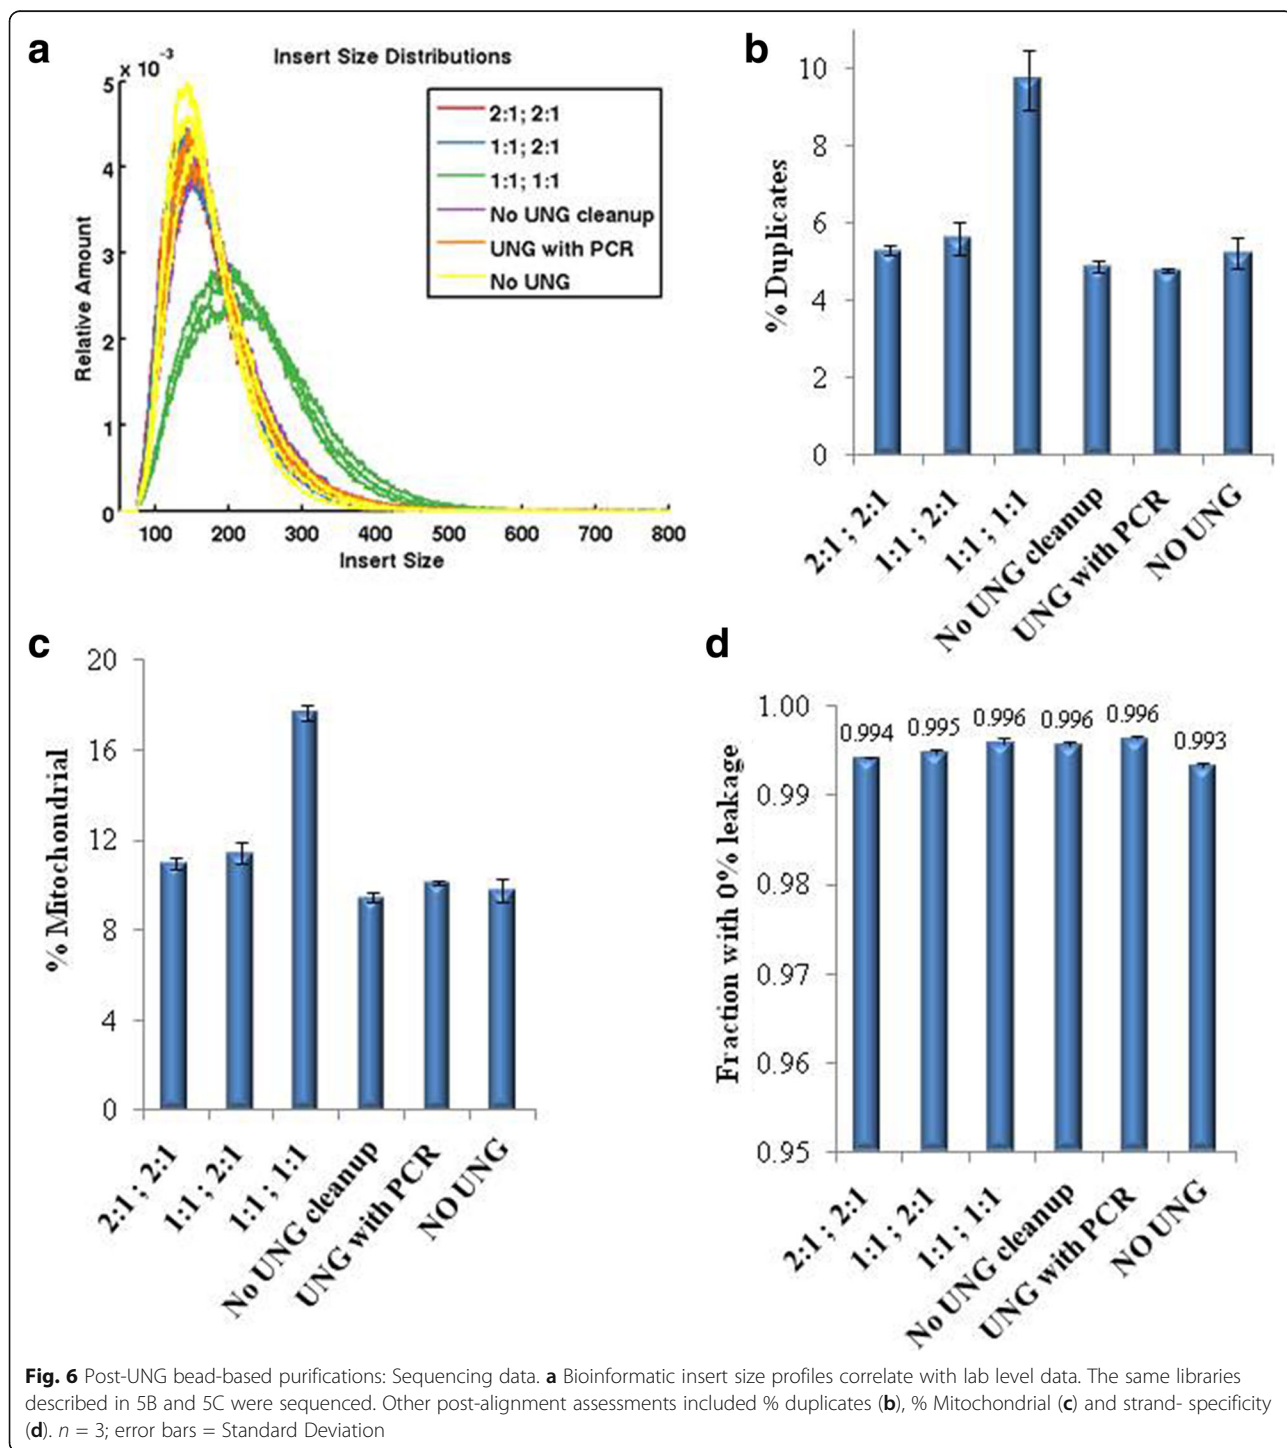 a
Insert Size Distributions
x 10⁻³
5
4
3
2
1
0
Relative Amount
100 200 300 400 500 600 700 800
Insert Size
2:1; 2:1
1:1; 2:1
1:1; 1:1
No UNG cleanup
UNG with PCR
No UNG
b
10
8
6
4
2
0
% Duplicates
2:1 ; 2:1
1:1 ; 2:1
1:1 ; 1:1
No UNG cleanup
UNG with PCR
NO UNG
c
20
16
12
8
4
0
% Mitochondrial
2:1 ; 2:1
1:1 ; 2:1
1:1 ; 1:1
No UNG cleanup
UNG with PCR
NO UNG
d
1.00
0.99
0.98
0.97
0.96
0.95
Fraction with 0% leakage
0.994 0.995 0.996 0.996 0.996 0.993
2:1 ; 2:1
1:1 ; 2:1
1:1 ; 1:1
No UNG cleanup
UNG with PCR
NO UNG
Fig. 6 Post-UNG bead-based purifications: Sequencing data. a Bioinformatic insert size profiles correlate with lab level data. The same libraries
described in 5B and 5C were sequenced. Other post-alignment assessments included % duplicates (b), % Mitochondrial (c) and strand- specificity
(d). n = 3; error bars = Standard Deviation